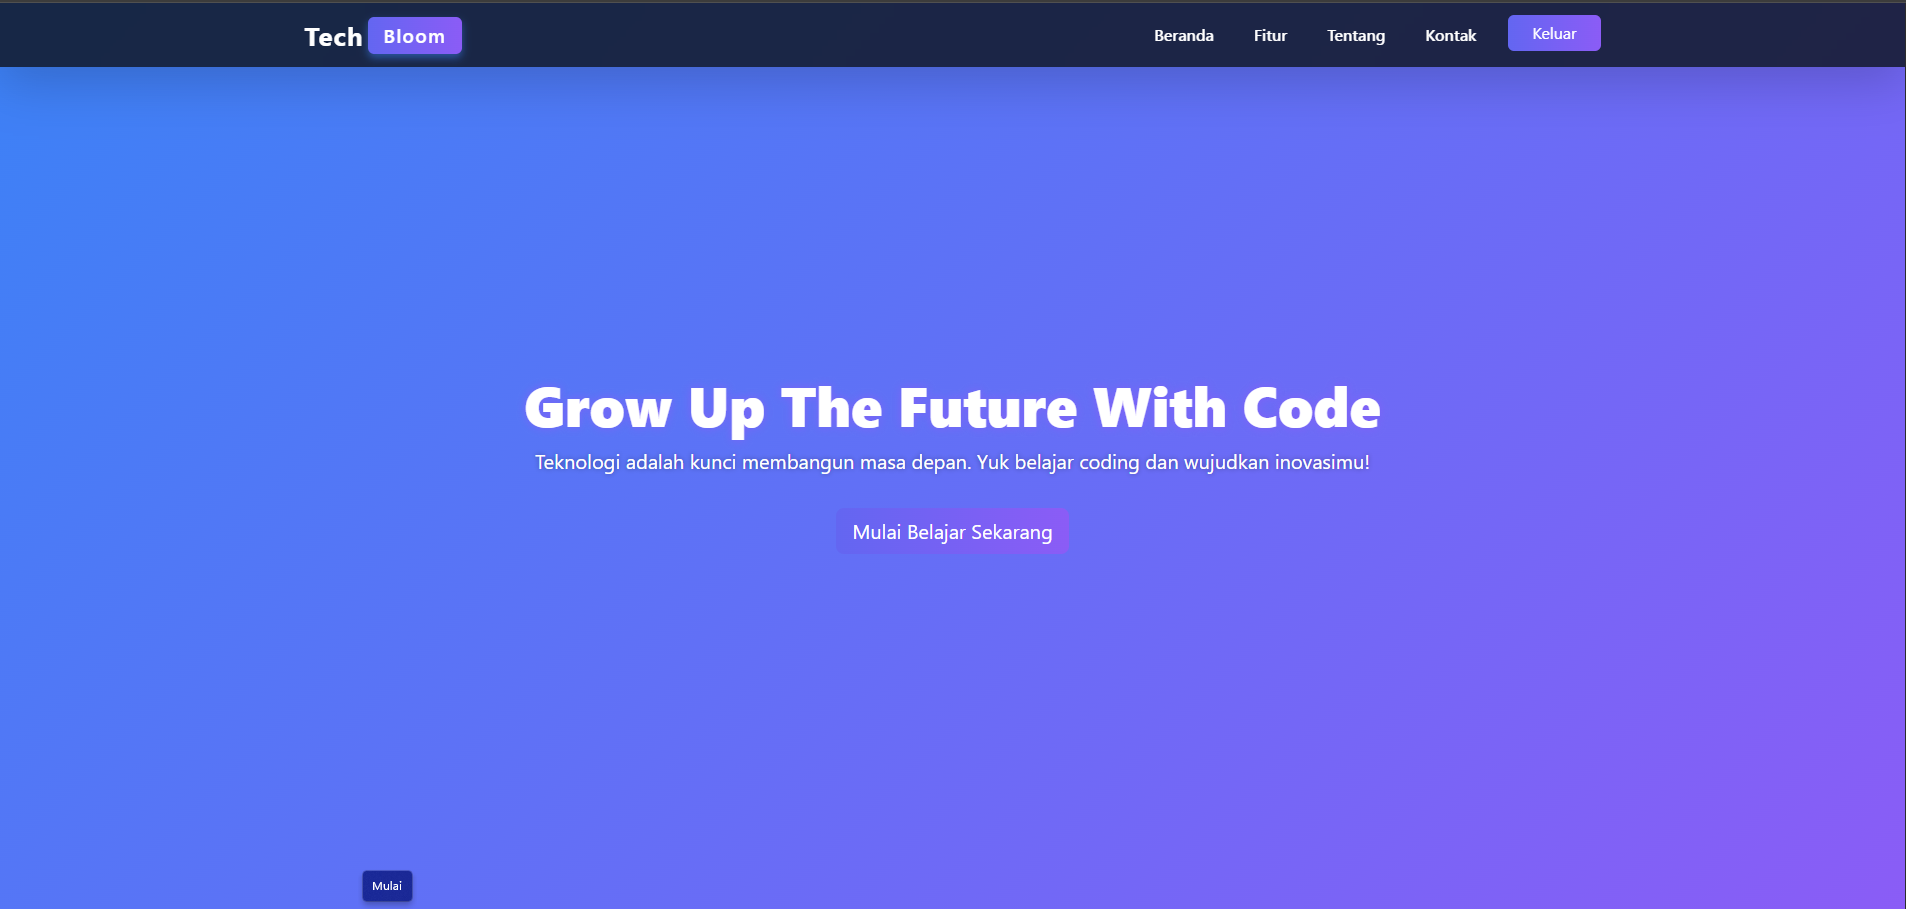 Tech Bloom Beranda Fitur Tentang Kontak Keluar
Grow Up The Future With Code
Teknologi adalah kunci membangun masa depan. Yuk belajar coding dan wujudkan inovasimu!
Mulai Belajar Sekarang
Mulai